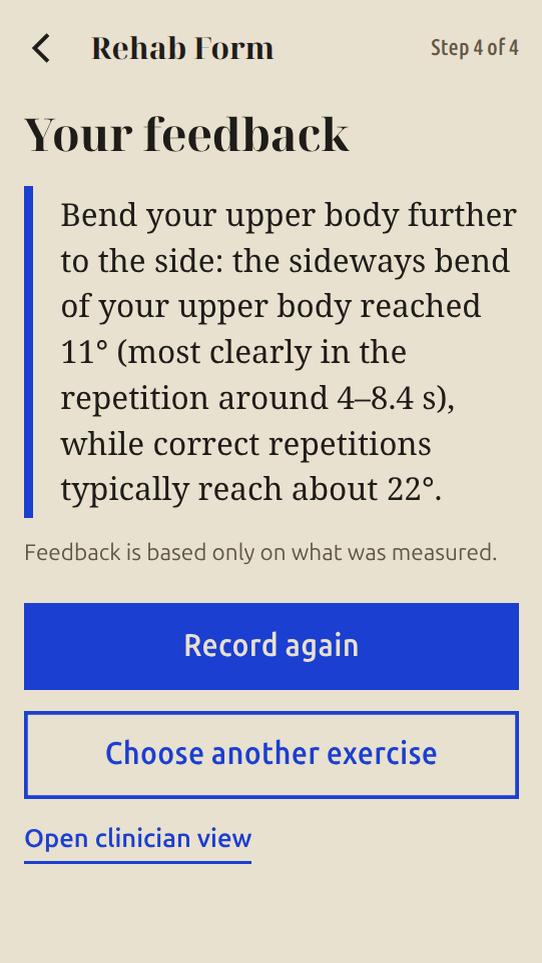 Rehab Form
Step 4 of 4
Your feedback
Bend your upper body further
to the side: the sideways bend
of your upper body reached
11° (most clearly in the
repetition around 4–8.4 s),
while correct repetitions
typically reach about 22°.
Feedback is based only on what was measured.
Record again
Choose another exercise
Open clinician view